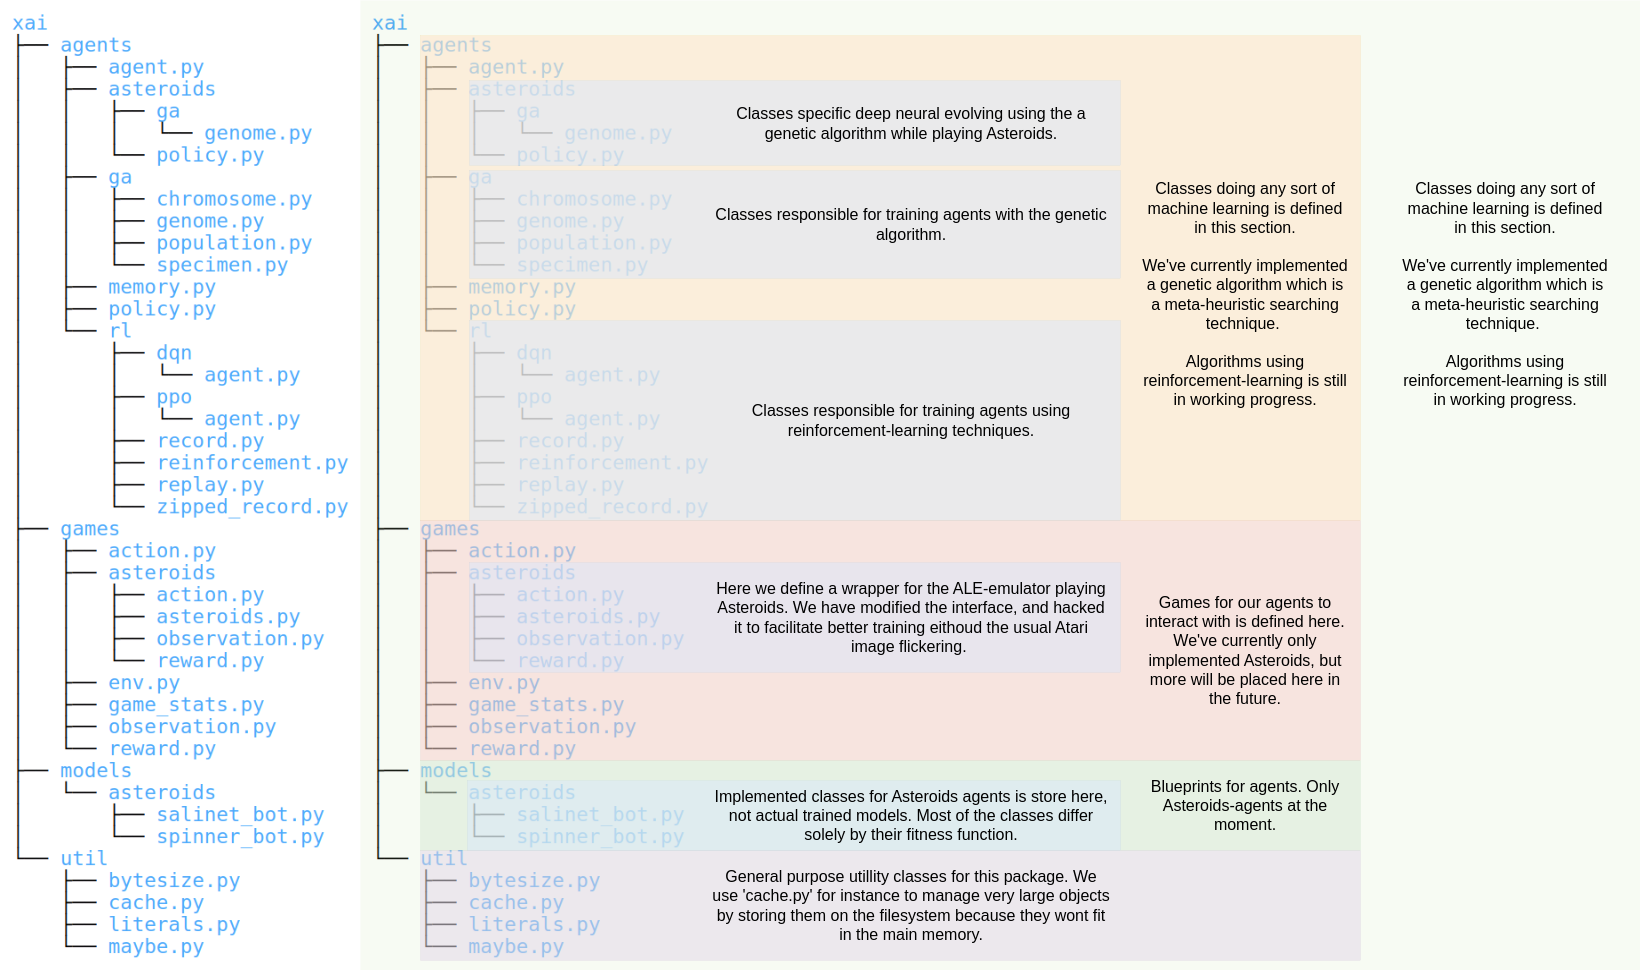 xai
├── agents
│   ├── agent.py
│   ├── asteroids
│   │   ├── ga
│   │   │   └── genome.py
│   │   └── policy.py
│   ├── ga
│   │   ├── chromosome.py
│   │   ├── genome.py
│   │   ├── population.py
│   │   └── specimen.py
│   ├── memory.py
│   ├── policy.py
│   └── rl
│       ├── dqn
│       │   └── agent.py
│       ├── ppo
│       │   └── agent.py
│       ├── record.py
│       ├── reinforcement.py
│       ├── replay.py
│       └── zipped_record.py
├── games
│   ├── action.py
│   ├── asteroids
│   │   ├── action.py
│   │   ├── asteroids.py
│   │   ├── observation.py
│   │   └── reward.py
│   ├── env.py
│   ├── game_stats.py
│   ├── observation.py
│   └── reward.py
├── models
│   └── asteroids
│       ├── salinet_bot.py
│       └── spinner_bot.py
└── util
    ├── bytesize.py
    ├── cache.py
    ├── literals.py
    └── maybe.py
xai
├── agents
│   ├── agent.py
│   ├── asteroids
│   │   ├── ga
│   │   │   └── genome.py
│   │   └── policy.py
│   ├── ga
│   │   ├── chromosome.py
│   │   ├── genome.py
│   │   ├── population.py
│   │   └── specimen.py
│   ├── memory.py
│   ├── policy.py
│   └── rl
│       ├── dqn
│       │   └── agent.py
│       ├── ppo
│       │   └── agent.py
│       ├── record.py
│       ├── reinforcement.py
│       ├── replay.py
│       └── zipped_record.py
├── games
│   ├── action.py
│   ├── asteroids
│   │   ├── action.py
│   │   ├── asteroids.py
│   │   ├── observation.py
│   │   └── reward.py
│   ├── env.py
│   ├── game_stats.py
│   ├── observation.py
│   └── reward.py
├── models
│   └── asteroids
│       ├── salinet_bot.py
│       └── spinner_bot.py
└── util
    ├── bytesize.py
    ├── cache.py
    ├── literals.py
    └── maybe.py
Classes specific deep neural evolving using the a
genetic algorithm while playing Asteroids.
Classes responsible for training agents with the genetic
algorithm.
Classes responsible for training agents using
reinforcement-learning techniques.
Here we define a wrapper for the ALE-emulator playing
Asteroids. We have modified the interface, and hacked
it to facilitate better training eithoud the usual Atari
image flickering.
Implemented classes for Asteroids agents is store here,
not actual trained models. Most of the classes differ
solely by their fitness function.
General purpose utillity classes for this package. We
use 'cache.py' for instance to manage very large objects
by storing them on the filesystem because they wont fit
in the main memory.
Classes doing any sort of
machine learning is defined
in this section.
We've currently implemented
a genetic algorithm which is
a meta-heuristic searching
technique.
Algorithms using
reinforcement-learning is still
in working progress.
Games for our agents to
interact with is defined here.
We've currently only
implemented Asteroids, but
more will be placed here in
the future.
Blueprints for agents. Only
Asteroids-agents at the
moment.
Classes doing any sort of
machine learning is defined
in this section.
We've currently implemented
a genetic algorithm which is
a meta-heuristic searching
technique.
Algorithms using
reinforcement-learning is still
in working progress.